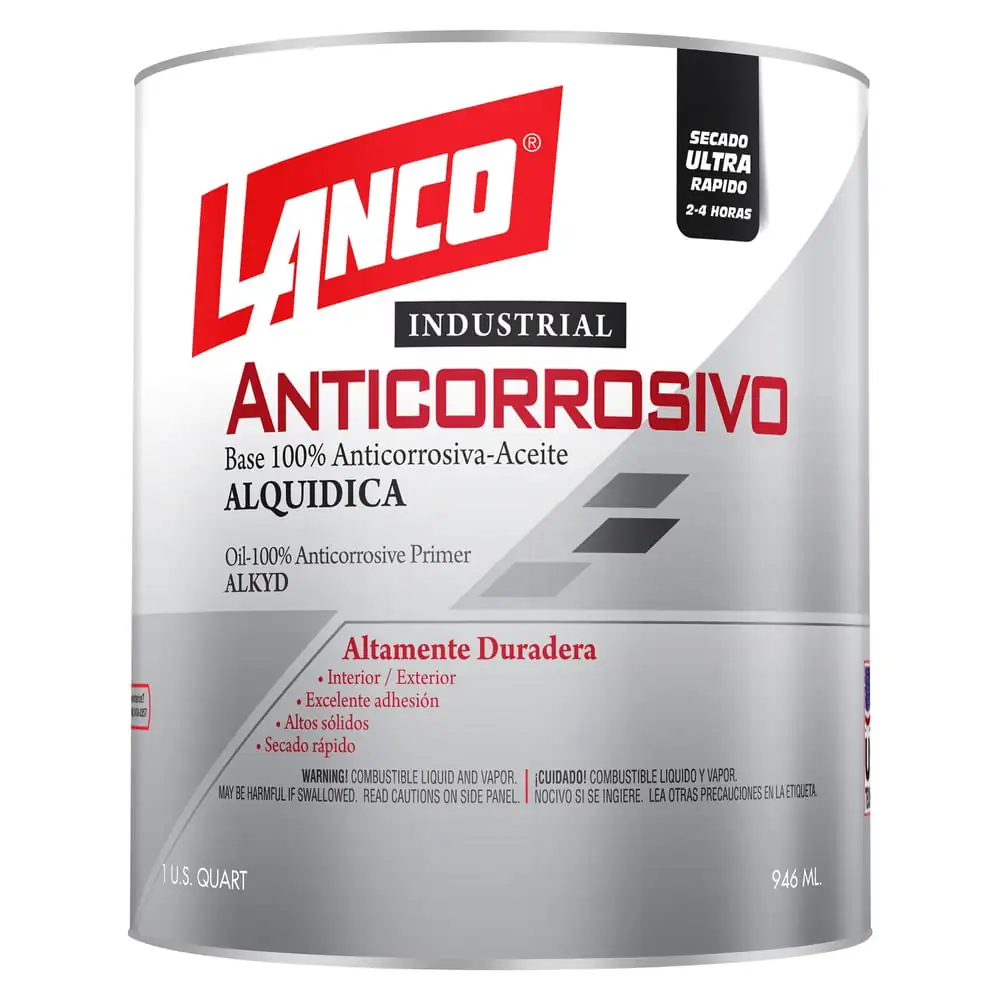 LANCO®
SECADO
ULTRA
RAPIDO
2-4 HORAS
INDUSTRIAL
ANTICORROSIVO
Base 100% Anticorrosiva-Aceite
ALQUIDICA
Oil-100% Anticorrosive Primer
ALKYD
Altamente Duradera
• Interior / Exterior
• Excelente adhesión
• Altos sólidos
• Secado rápido
WARNING! COMBUSTIBLE LIQUID AND VAPOR.
MAY BE HARMFUL IF SWALLOWED. READ CAUTIONS ON SIDE PANEL.
¡CUIDADO! COMBUSTIBLE LIQUIDO Y VAPOR.
NOCIVO SI SE INGIERE. LEA OTRAS PRECAUCIONES EN LA ETIQUETA.
1 U.S. QUART
946 ML.